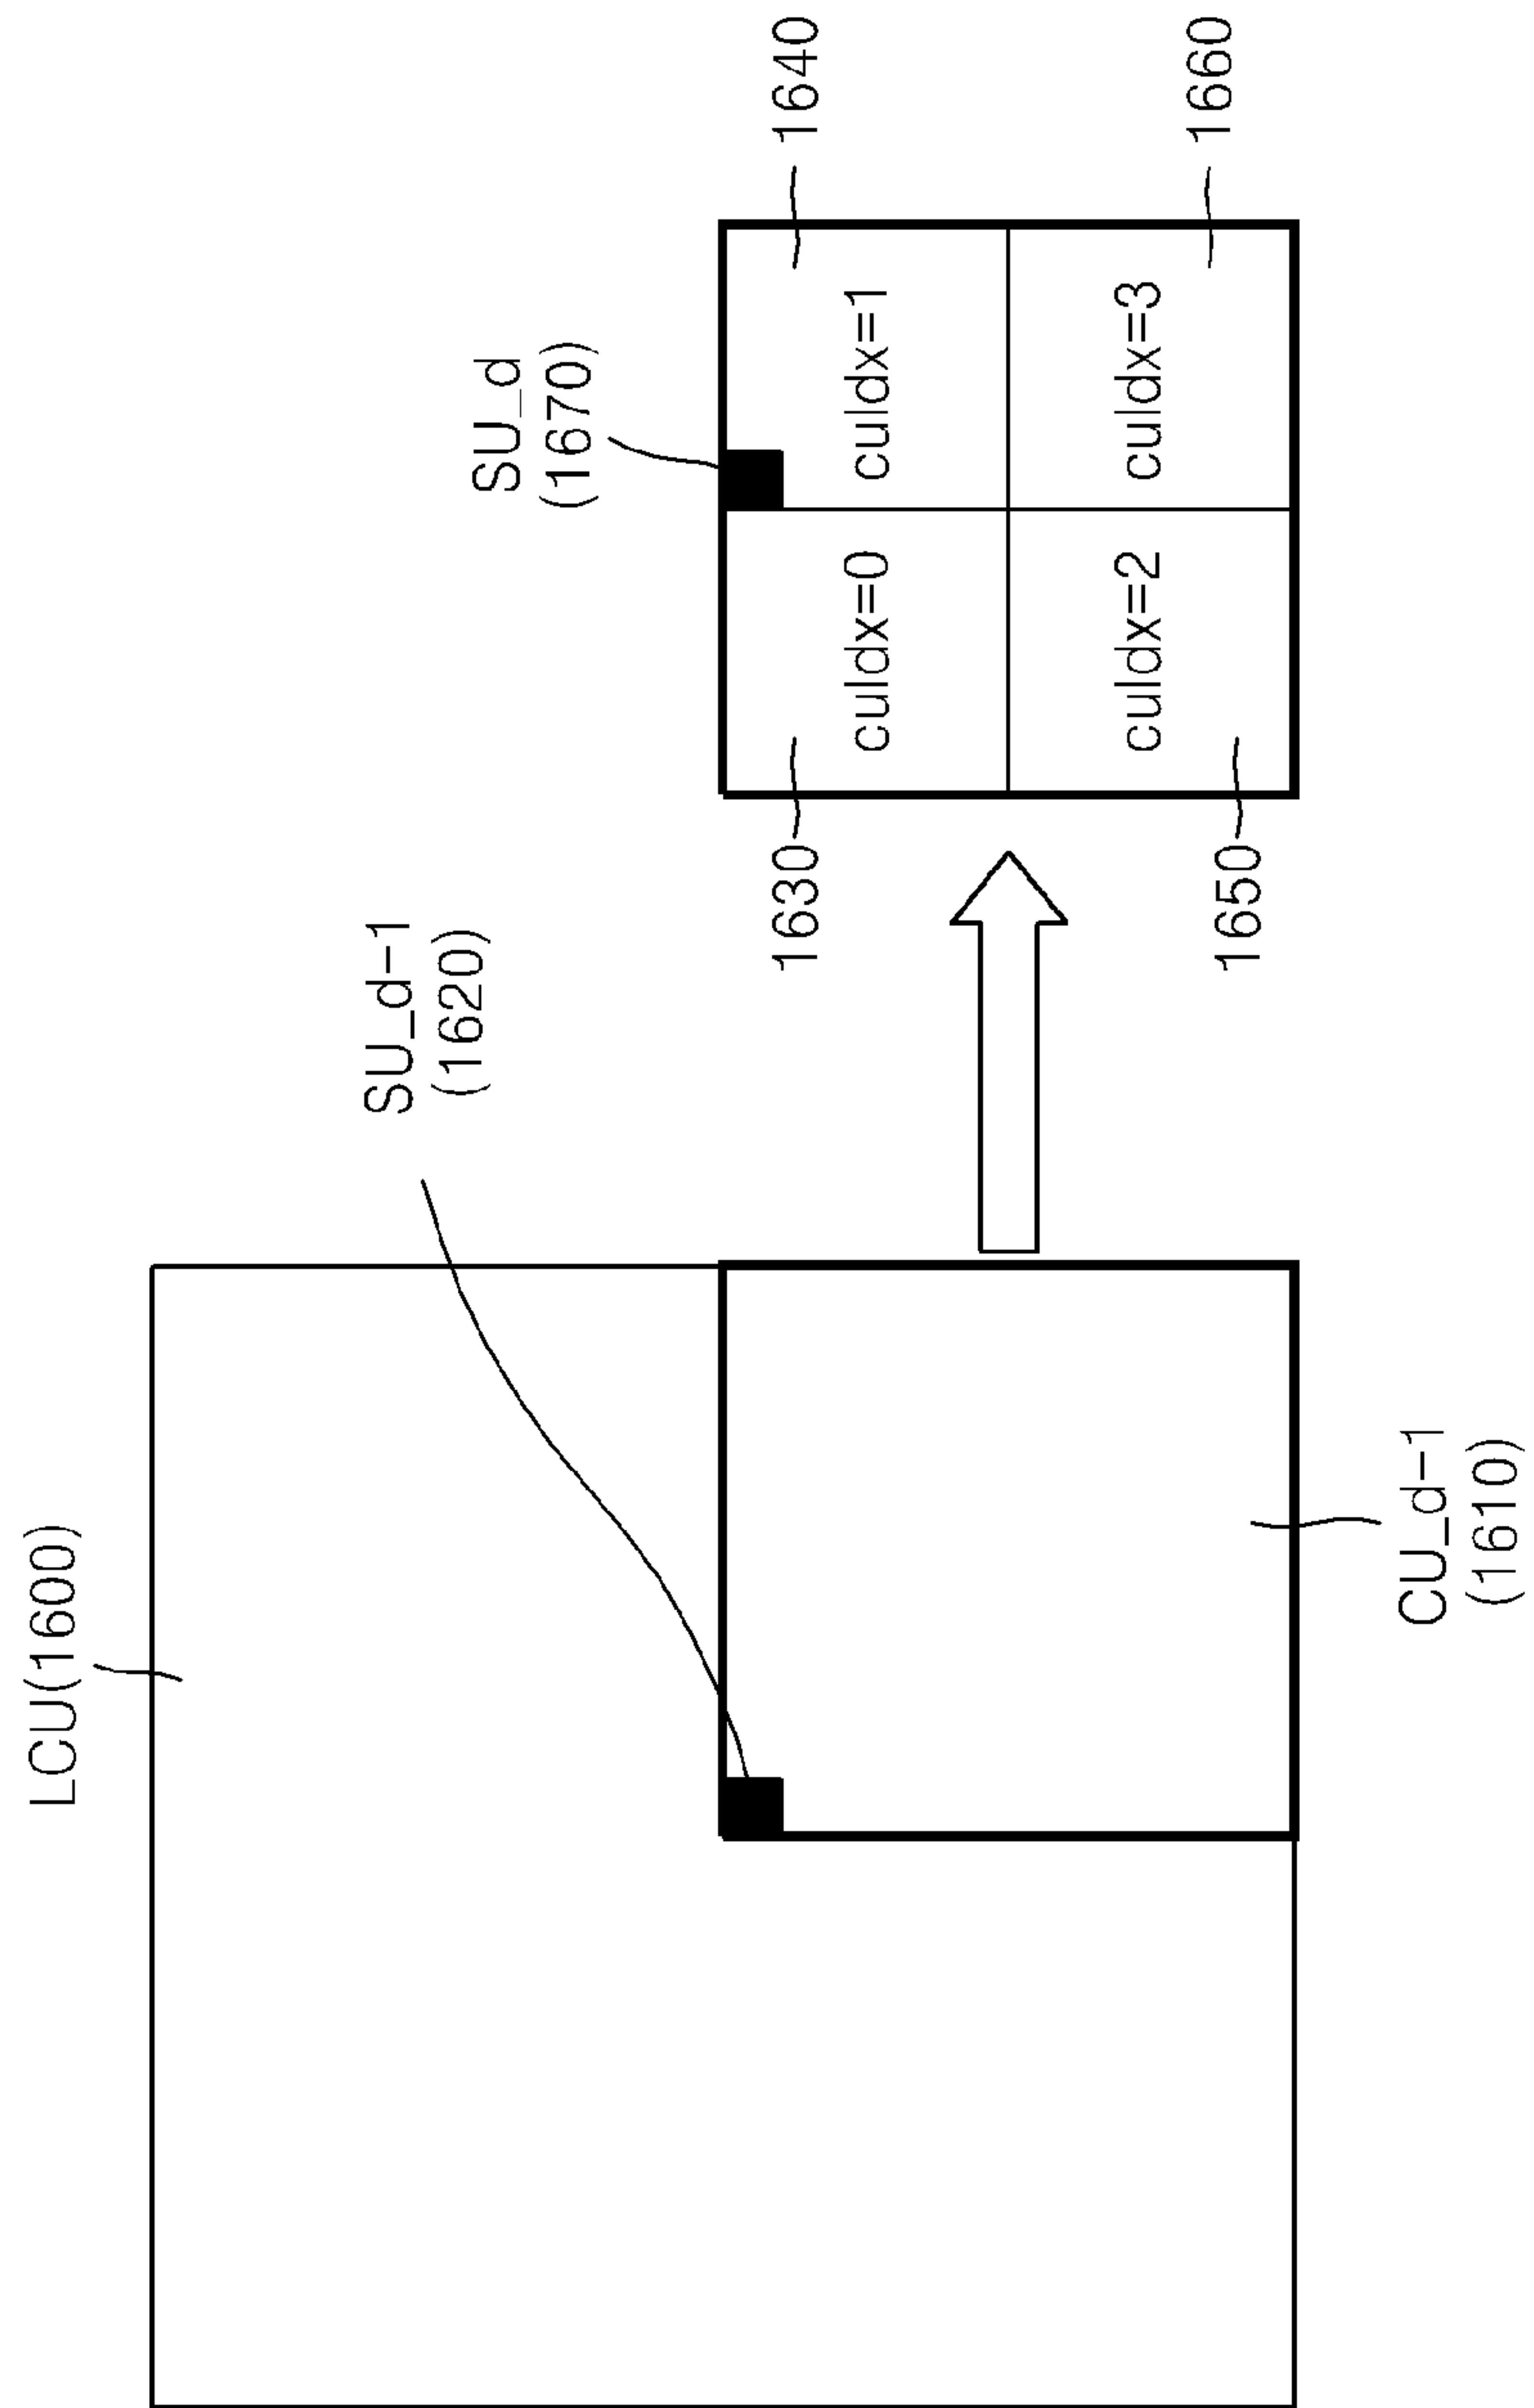 LCU(1600)
SU_d-1
(1620)
SU_d
(1670)
1630
1640
cuIdx=0
cuIdx=1
cuIdx=2
cuIdx=3
1650
1660
CU_d-1
(1610)